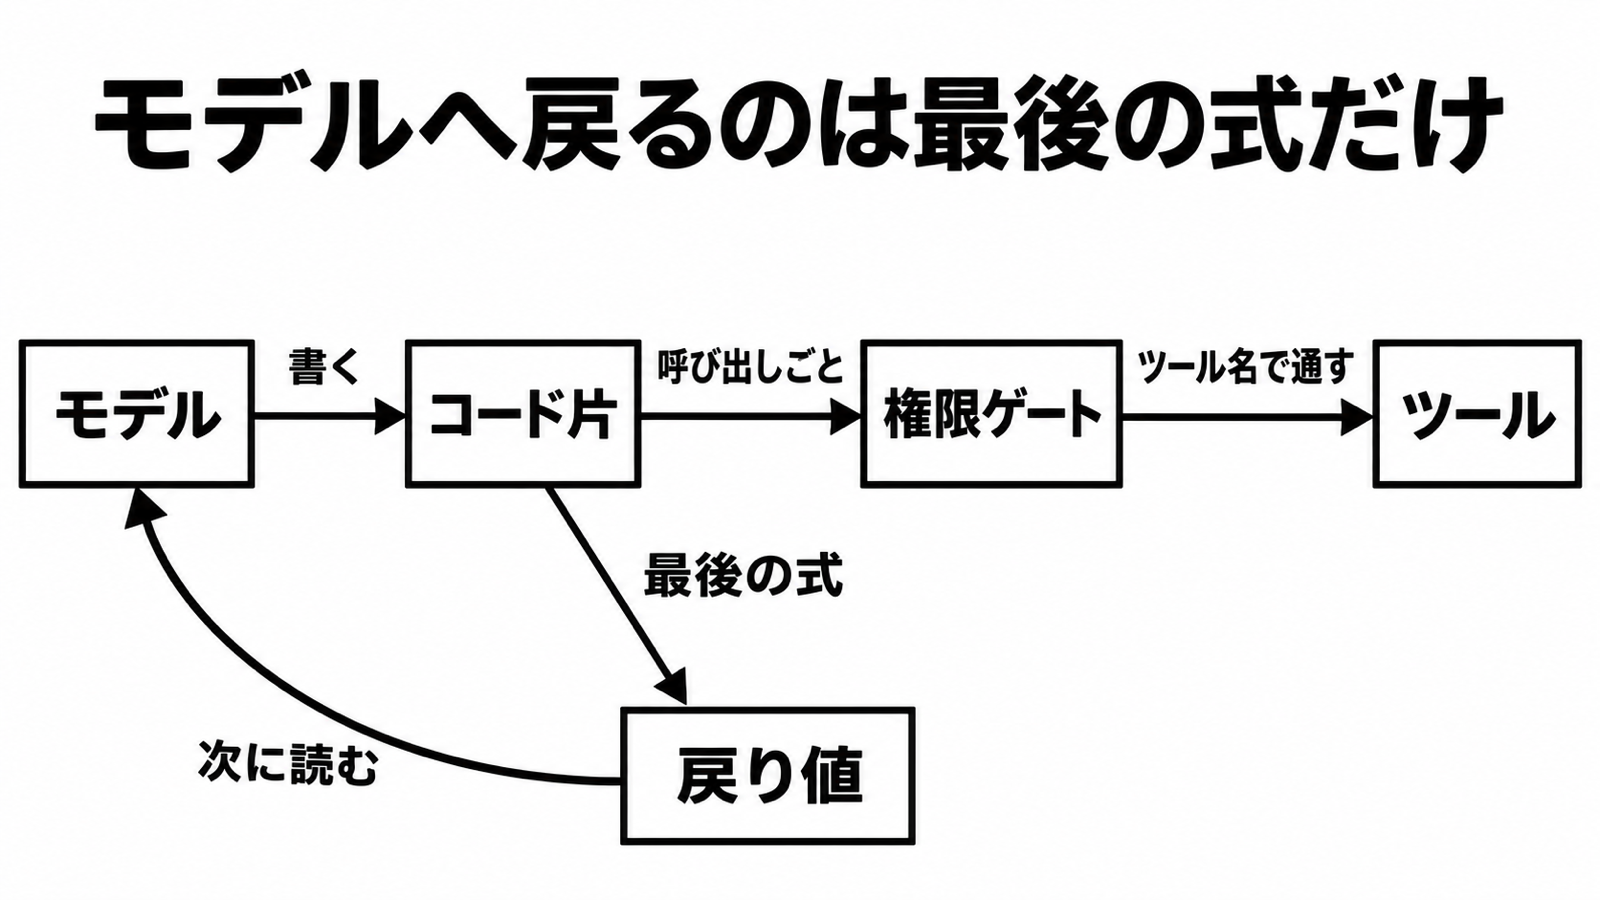 モデルへ戻るのは最後の式だけ
モデル
書く
コード片
呼び出しごと
権限ゲート
ツール名で通す
ツール
最後の式
次に読む
戻り値